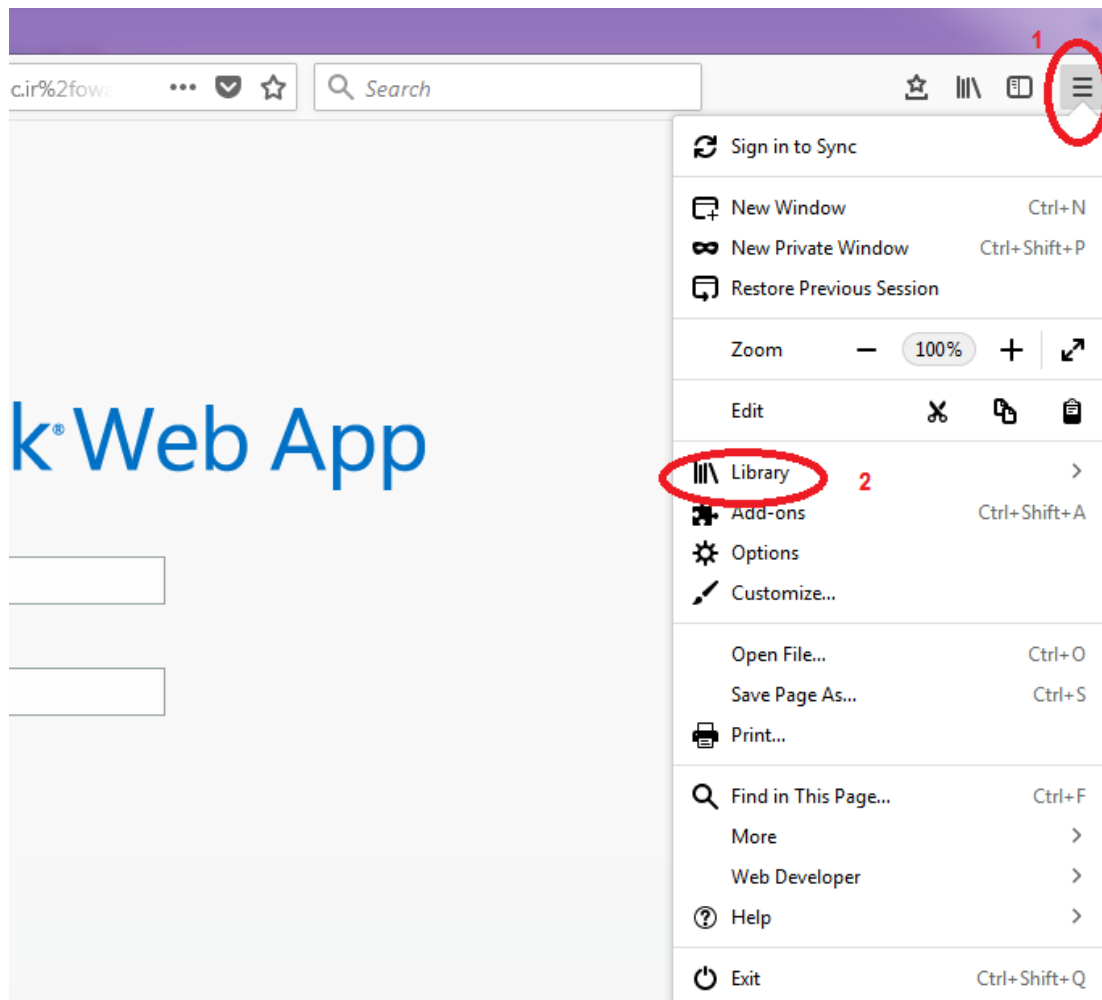 1
c.ir%2fowa
Search
Sign in to Sync
New Window Ctrl+N
New Private Window Ctrl+Shift+P
Restore Previous Session
Zoom 100%
Edit
k® Web App
Library 2
Add-ons Ctrl+Shift+A
Options
Customize...
Open File... Ctrl+O
Save Page As... Ctrl+S
Print...
Find in This Page... Ctrl+F
More
Web Developer
Help
Exit Ctrl+Shift+Q